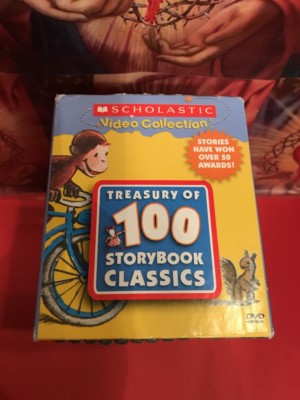 SCHOLASTIC
Video Collection
STORIES
HAVE WON
OVER 50
AWARDS!
TREASURY OF
100
STORYBOOK
CLASSICS
DVD